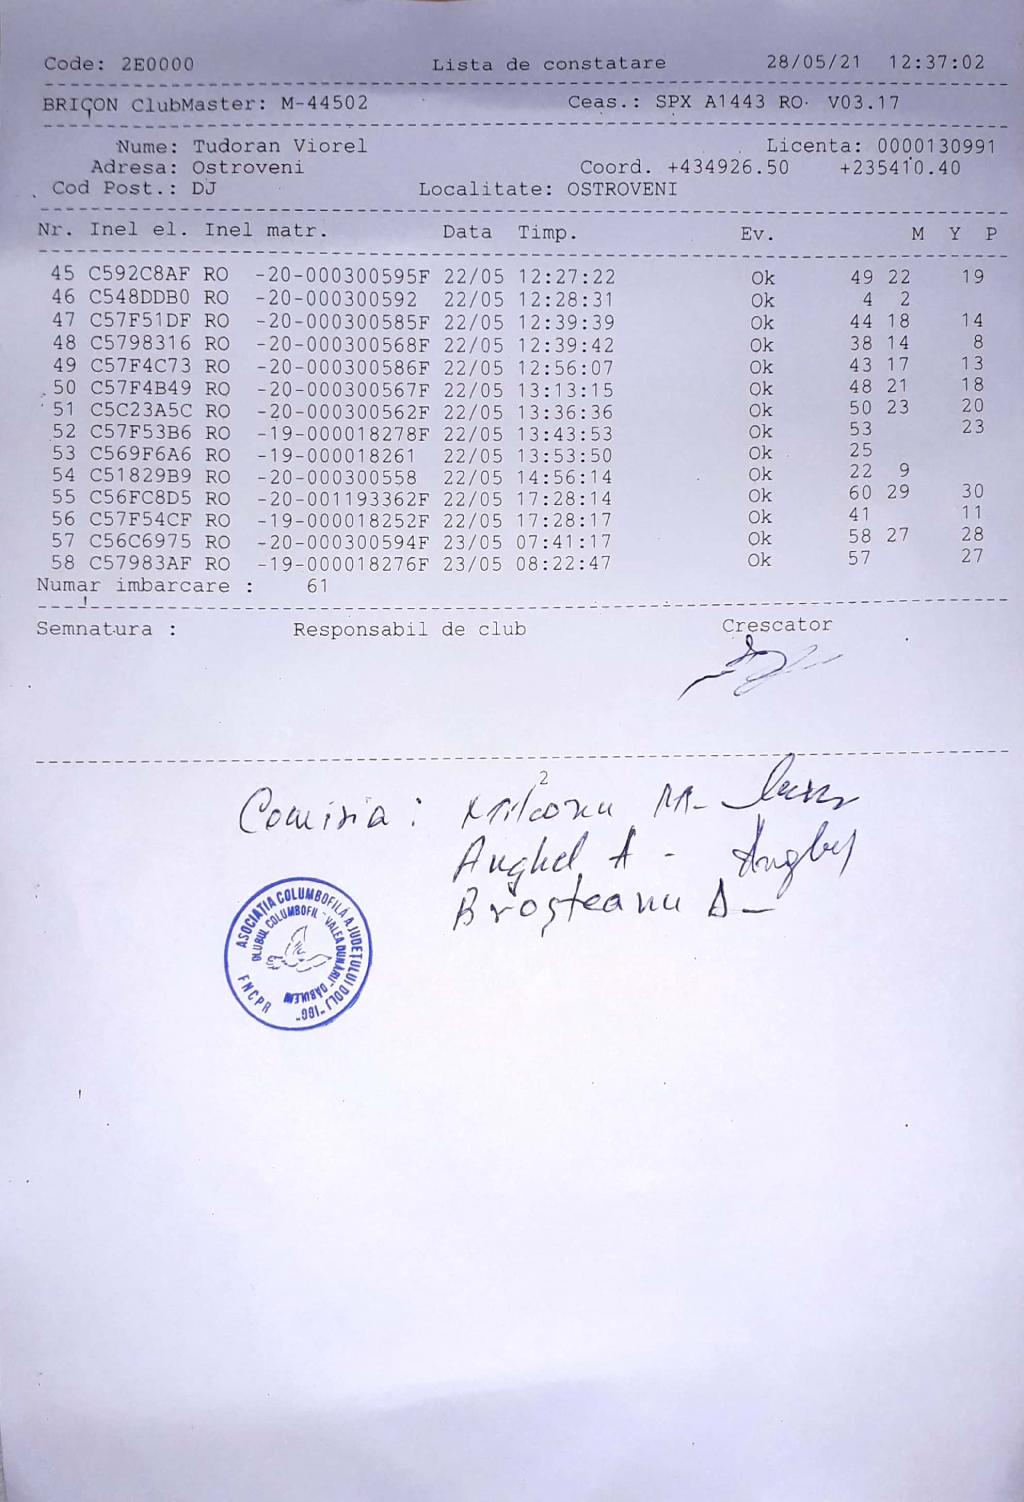 Code: 2E0000 Lista de constatare 28/05/21 12:37:02
BRICON ClubMaster: M-44502 Ceas.: SPX A1443 RO V03.17
Nume: Tudoran Viorel Licenta: 0000130991
Adresa: Ostroveni Coord. +434926.50 +235410.40
Cod Post.: DJ Localitate: OSTROVENI
Nr. Inel el. Inel matr. Data Timp. Ev. M Y P
45 C592C8AF RO -20-000300595F 22/05 12:27:22 Ok 49 22 19
46 C548DDB0 RO -20-000300592 22/05 12:28:31 Ok 4 2
47 C57F51DF RO -20-000300585F 22/05 12:39:39 Ok 44 18 14
48 C5798316 RO -20-000300568F 22/05 12:39:42 Ok 38 14 8
49 C57F4C73 RO -20-000300586F 22/05 12:56:07 Ok 43 17 13
50 C57F4B49 RO -20-000300567F 22/05 13:13:15 Ok 48 21 18
51 C5C23A5C RO -20-000300562F 22/05 13:36:36 Ok 50 23 20
52 C57F53B6 RO -19-000018278F 22/05 13:43:53 Ok 53 23
53 C569F6A6 RO -19-000018261 22/05 13:53:50 Ok 25
54 C51829B9 RO -20-000300558 22/05 14:56:14 Ok 22 9
55 C56FC8D5 RO -20-001193362F 22/05 17:28:14 Ok 60 29 30
56 C57F54CF RO -19-000018252F 22/05 17:28:17 Ok 41 11
57 C56C6975 RO -20-000300594F 23/05 07:41:17 Ok 58 27 28
58 C57983AF RO -19-000018276F 23/05 08:22:47 Ok 57 27
Numar imbarcare : 61
Semnatura : Responsabil de club Crescator
2
Comisia : M-
Anghel A -
Broșteanu D-
ASOCIAȚIA COLUMBOFILĂ A JUDEȚULUI DOLJ "IBG"
CLUBUL COLUMBOFIL "VALEA DUNĂRII" DĂBULENI
FNCPR